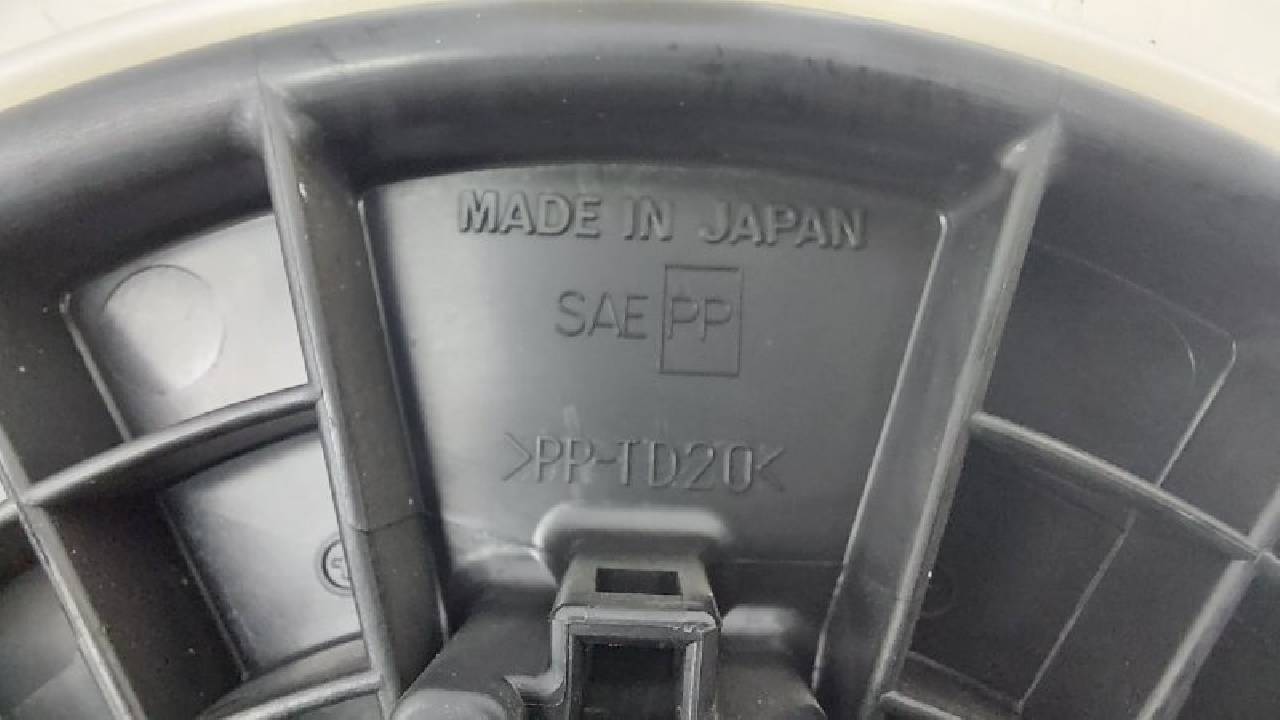 MADE IN JAPAN
SAE PP
>PP-TD20<